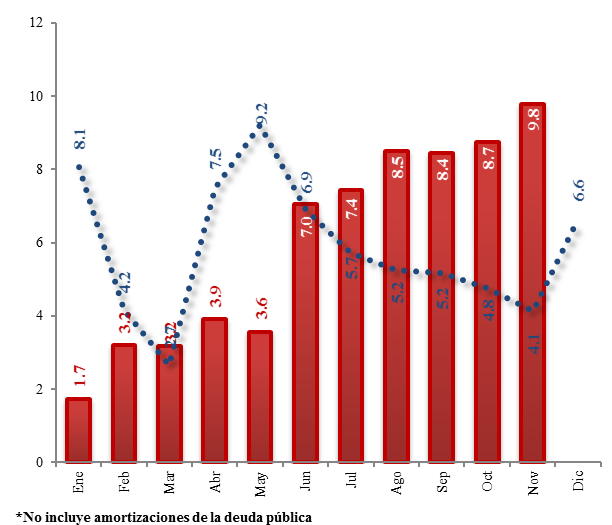 12
10
8
6
4
2
0
8.1
4.2
2.7
7.5
9.2
6.9
5.7
5.2
5.2
4.8
4.1
6.6
1.7
3.2
3.2
3.9
3.6
7.0
7.4
8.5
8.4
8.7
9.8
Ene
Feb
Mar
Abr
May
Jun
Jul
Ago
Sep
Oct
Nov
Dic
*No incluye amortizaciones de la deuda pública